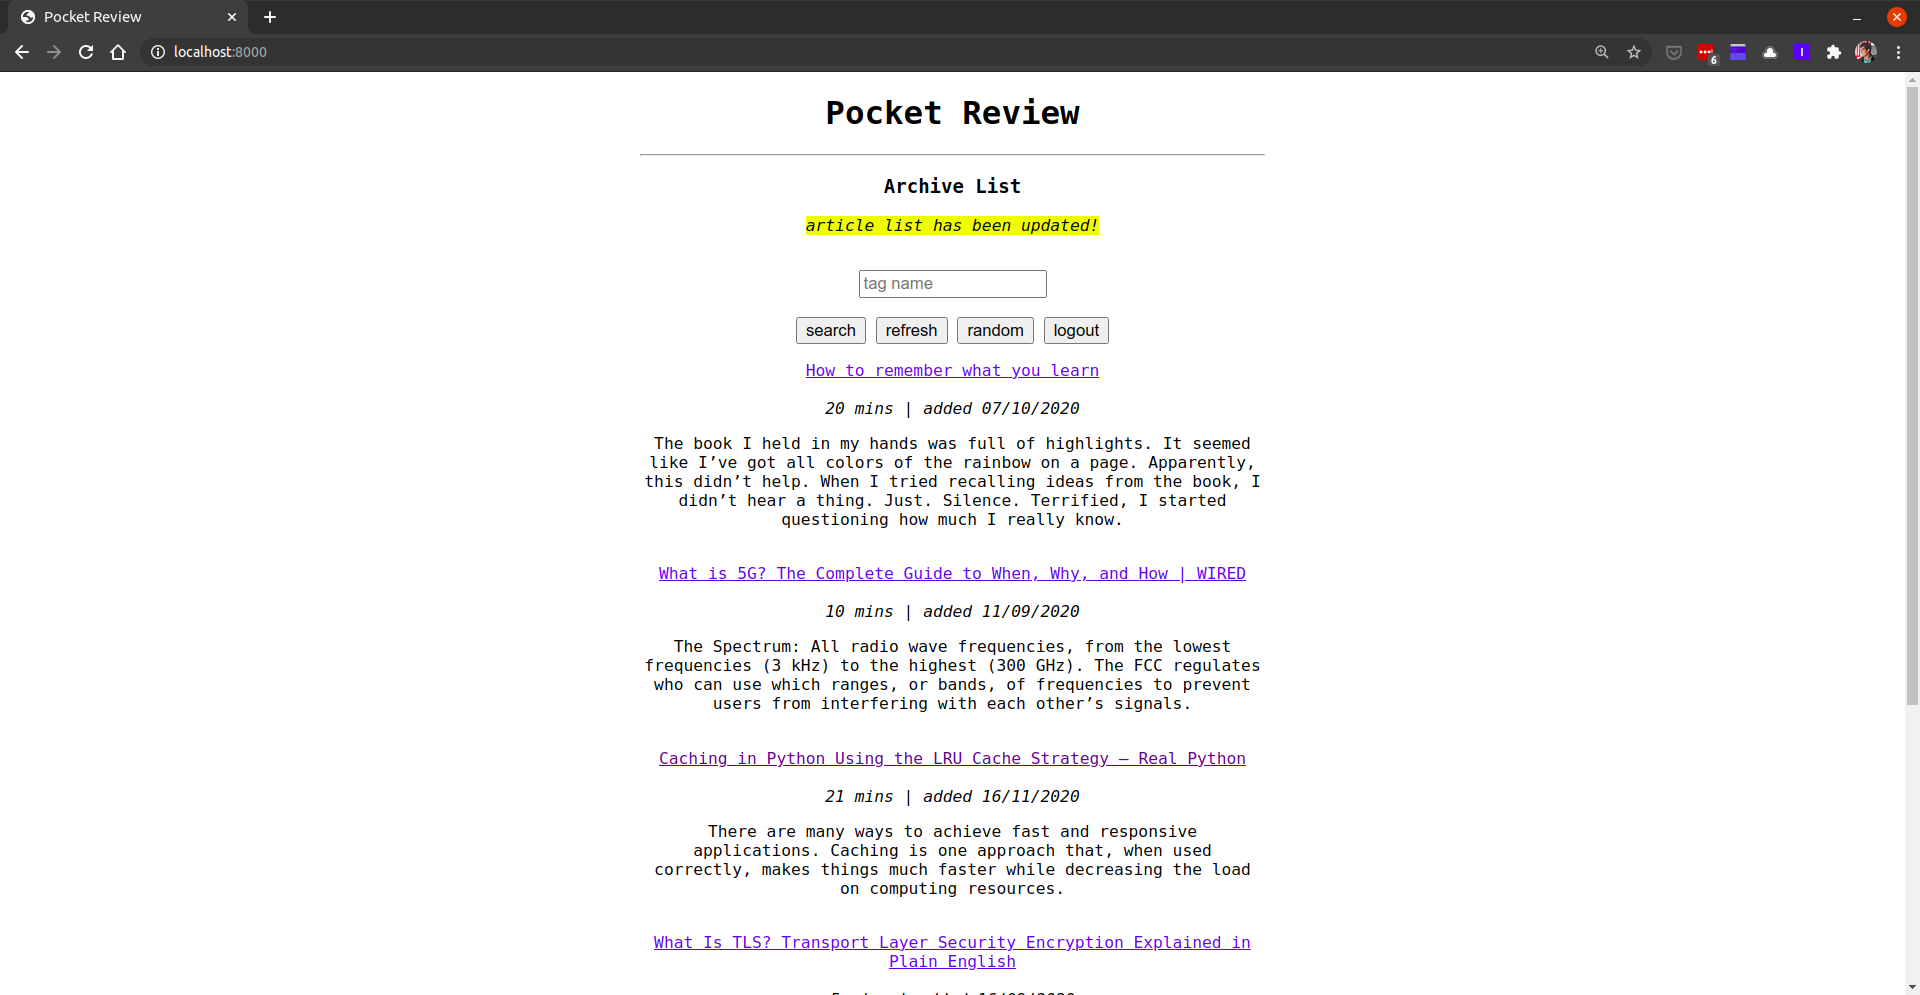 Pocket Review
localhost:8000
6
Pocket Review
Archive List
article list has been updated!
tag name
search refresh random logout
How to remember what you learn
20 mins | added 07/10/2020
The book I held in my hands was full of highlights. It seemed
like I’ve got all colors of the rainbow on a page. Apparently,
this didn’t help. When I tried recalling ideas from the book, I
didn’t hear a thing. Just. Silence. Terrified, I started
questioning how much I really know.
What is 5G? The Complete Guide to When, Why, and How | WIRED
10 mins | added 11/09/2020
The Spectrum: All radio wave frequencies, from the lowest
frequencies (3 kHz) to the highest (300 GHz). The FCC regulates
who can use which ranges, or bands, of frequencies to prevent
users from interfering with each other’s signals.
Caching in Python Using the LRU Cache Strategy – Real Python
21 mins | added 16/11/2020
There are many ways to achieve fast and responsive
applications. Caching is one approach that, when used
correctly, makes things much faster while decreasing the load
on computing resources.
What Is TLS? Transport Layer Security Encryption Explained in
Plain English